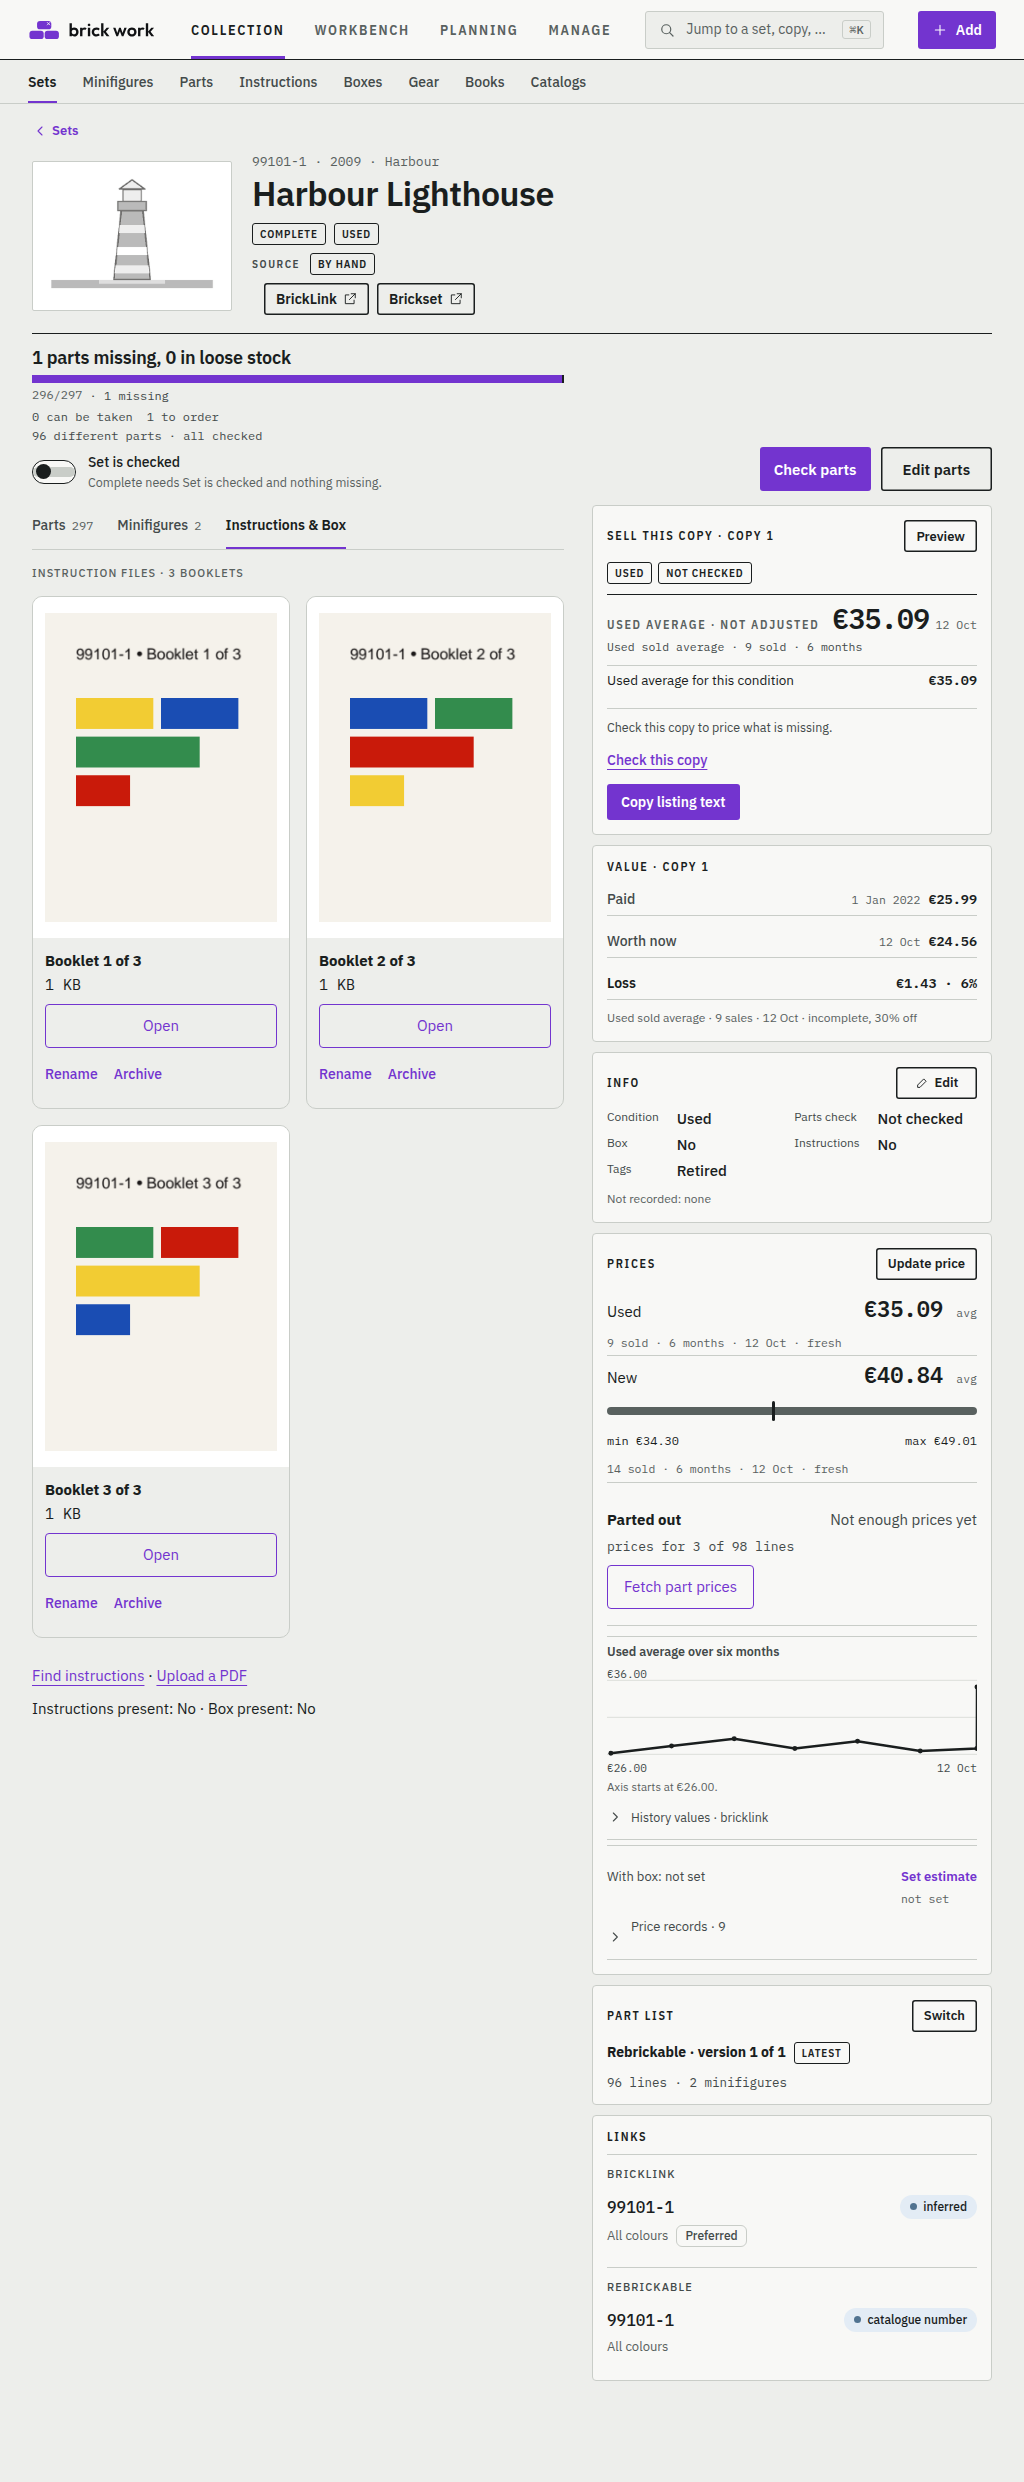 brick work
COLLECTION WORKBENCH PLANNING MANAGE
Jump to a set, copy, ... ⌘K
+ Add
Sets Minifigures Parts Instructions Boxes Gear Books Catalogs
Sets
99101-1 · 2009 · Harbour
Harbour Lighthouse
COMPLETE USED
SOURCE BY HAND
BrickLink Brickset
1 parts missing, 0 in loose stock
296/297 · 1 missing
0 can be taken 1 to order
96 different parts · all checked
Set is checked
Complete needs Set is checked and nothing missing.
Check parts Edit parts
Parts 297 Minifigures 2 Instructions & Box
INSTRUCTION FILES · 3 BOOKLETS
99101-1 • Booklet 1 of 3
Booklet 1 of 3
1 KB
Open
Rename Archive
99101-1 • Booklet 2 of 3
Booklet 2 of 3
1 KB
Open
Rename Archive
99101-1 • Booklet 3 of 3
Booklet 3 of 3
1 KB
Open
Rename Archive
Find instructions · Upload a PDF
Instructions present: No · Box present: No
SELL THIS COPY · COPY 1
Preview
USED NOT CHECKED
USED AVERAGE · NOT ADJUSTED €35.09 12 Oct
Used sold average · 9 sold · 6 months
Used average for this condition €35.09
Check this copy to price what is missing.
Check this copy
Copy listing text
VALUE · COPY 1
Paid 1 Jan 2022 €25.99
Worth now 12 Oct €24.56
Loss €1.43 · 6%
Used sold average · 9 sales · 12 Oct · incomplete, 30% off
INFO
Edit
Condition Used Parts check Not checked
Box No Instructions No
Tags Retired
Not recorded: none
PRICES
Update price
Used €35.09 avg
9 sold · 6 months · 12 Oct · fresh
New €40.84 avg
min €34.30 max €49.01
14 sold · 6 months · 12 Oct · fresh
Parted out Not enough prices yet
prices for 3 of 98 lines
Fetch part prices
Used average over six months
€36.00
€26.00 12 Oct
Axis starts at €26.00.
History values · bricklink
With box: not set Set estimate
not set
Price records · 9
PART LIST
Switch
Rebrickable · version 1 of 1 LATEST
96 lines · 2 minifigures
LINKS
BRICKLINK
99101-1 inferred
All colours Preferred
REBRICKABLE
99101-1 catalogue number
All colours